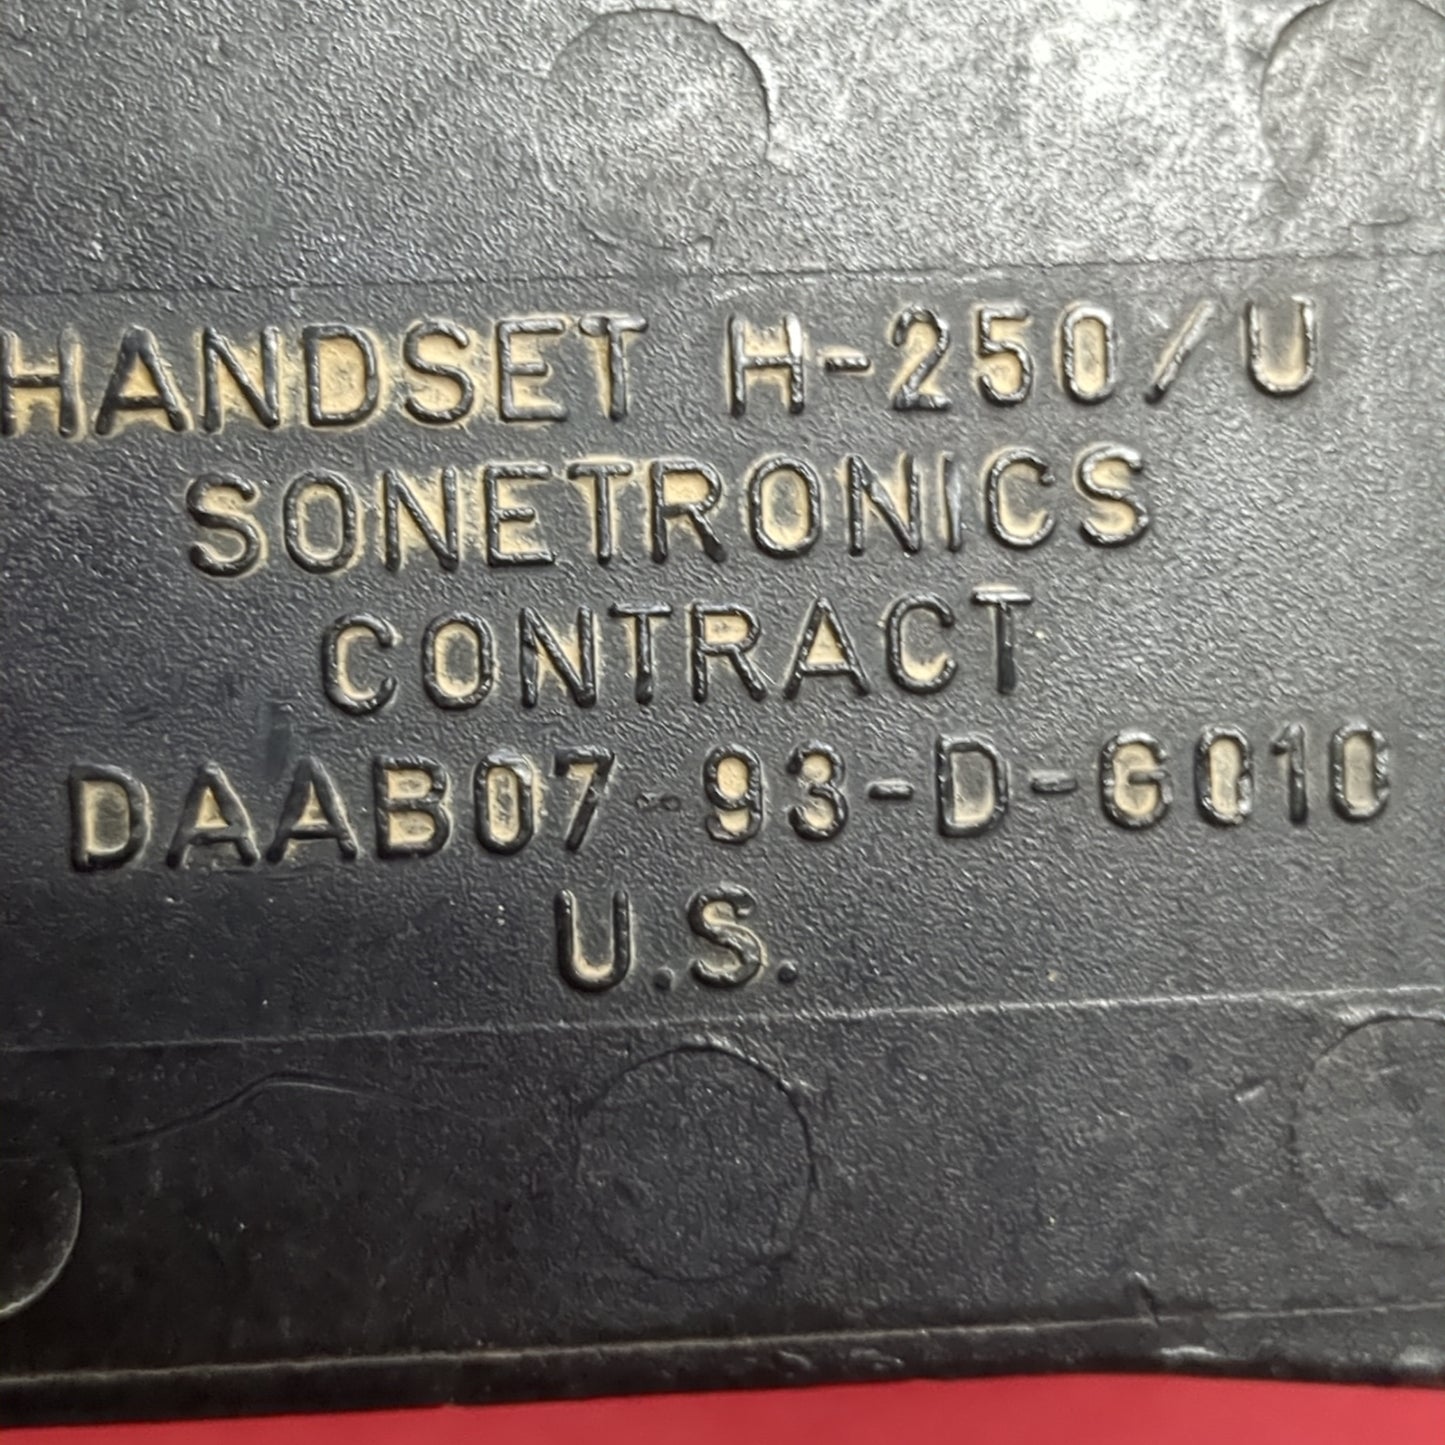 HANDSET H-250/U
SONETRONICS
CONTRACT
DAAB07-93-D-G010
U.S.